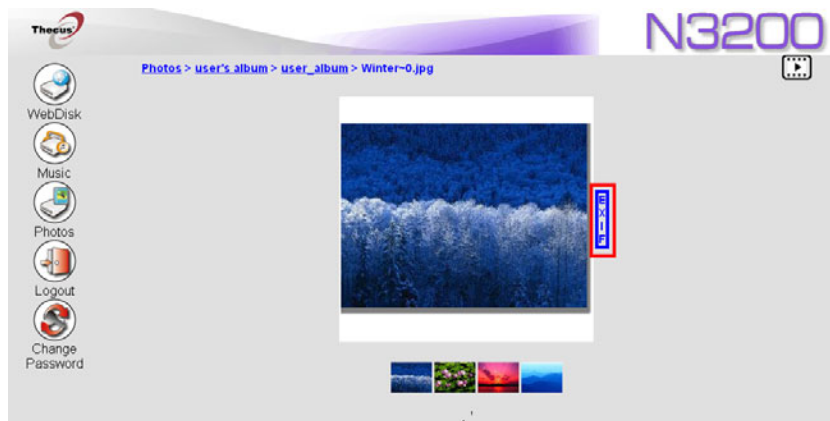 Thecus
N3200
Photos > user's album > user_album > Winter~0.jpg
WebDisk
Music
Photos
Logout
Change
Password
EXIF